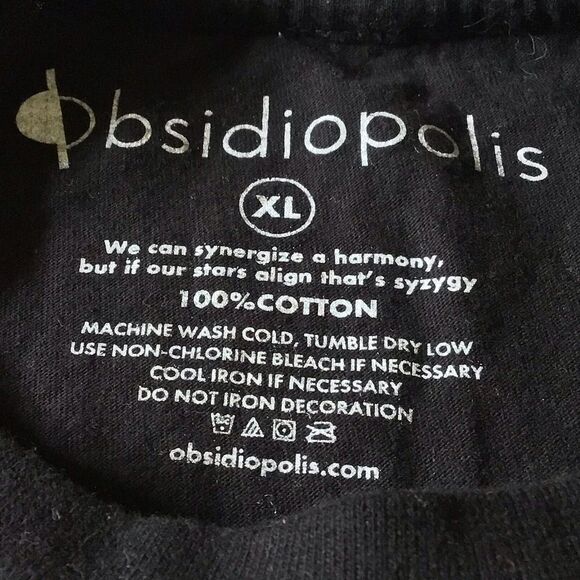 Obsidiopolis
XL
We can synergize a harmony,
but if our stars align that's syzygy
100%COTTON
MACHINE WASH COLD, TUMBLE DRY LOW
USE NON-CHLORINE BLEACH IF NECESSARY
COOL IRON IF NECESSARY
DO NOT IRON DECORATION
obsidiopolis.com